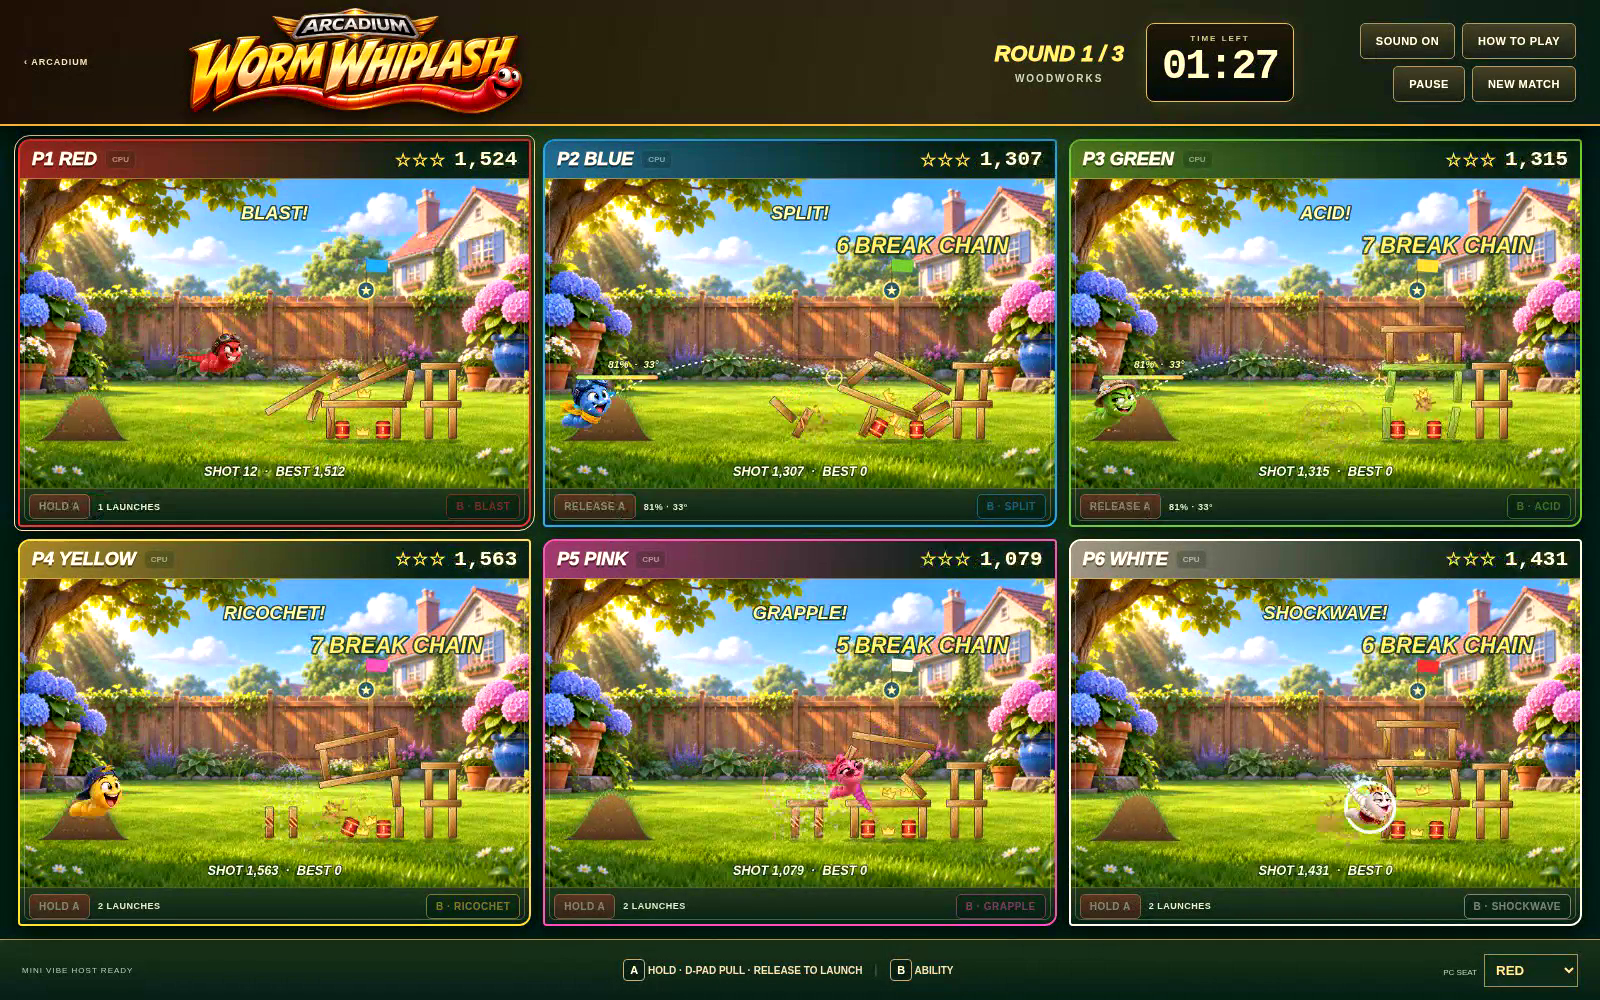 ‹ ARCADIUM
ARCADIUM
WORM WHIPLASH
ROUND 1 / 3
WOODWORKS
TIME LEFT
01:27
SOUND ON
HOW TO PLAY
PAUSE
NEW MATCH
P1 RED
CPU
☆☆☆ 1,524
BLAST!
SHOT 12 · BEST 1,512
HOLD A
1 LAUNCHES
B · BLAST
P2 BLUE
CPU
☆☆☆ 1,307
SPLIT!
6 BREAK CHAIN
81% · 33°
SHOT 1,307 · BEST 0
RELEASE A
81% · 33°
B · SPLIT
P3 GREEN
CPU
☆☆☆ 1,315
ACID!
7 BREAK CHAIN
81% · 33°
SHOT 1,315 · BEST 0
RELEASE A
81% · 33°
B · ACID
P4 YELLOW
CPU
☆☆☆ 1,563
RICOCHET!
7 BREAK CHAIN
SHOT 1,563 · BEST 0
HOLD A
2 LAUNCHES
B · RICOCHET
P5 PINK
CPU
☆☆☆ 1,079
GRAPPLE!
5 BREAK CHAIN
SHOT 1,079 · BEST 0
HOLD A
2 LAUNCHES
B · GRAPPLE
P6 WHITE
CPU
☆☆☆ 1,431
SHOCKWAVE!
6 BREAK CHAIN
SHOT 1,431 · BEST 0
HOLD A
2 LAUNCHES
B · SHOCKWAVE
MINI VIBE HOST READY
A HOLD · D-PAD PULL · RELEASE TO LAUNCH | B ABILITY
PC SEAT
RED